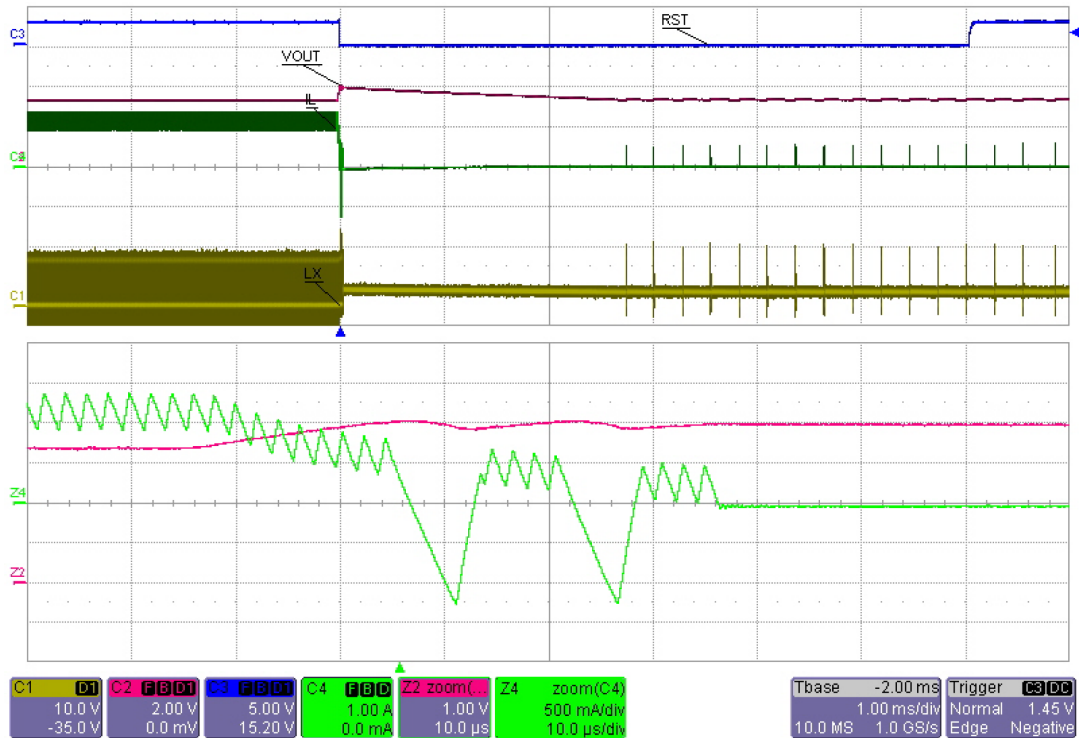 C3
RST
VOUT
IL
LX
C1
Z4
Z2
C1 D1
10.0 V
-35.0 V
C2 F B D1
2.00 V
0.0 mV
C3 F B D1
5.00 V
15.20 V
C4 F B D
1.00 A
0.0 mA
Z2 zoom(...
1.00 V
10.0 µs
Z4 zoom(C4)
500 mA/div
10.0 µs/div
Tbase -2.00 ms
1.00 ms/div
10.0 MS 1.0 GS/s
Trigger C3 DC
Normal 1.45 V
Edge Negative